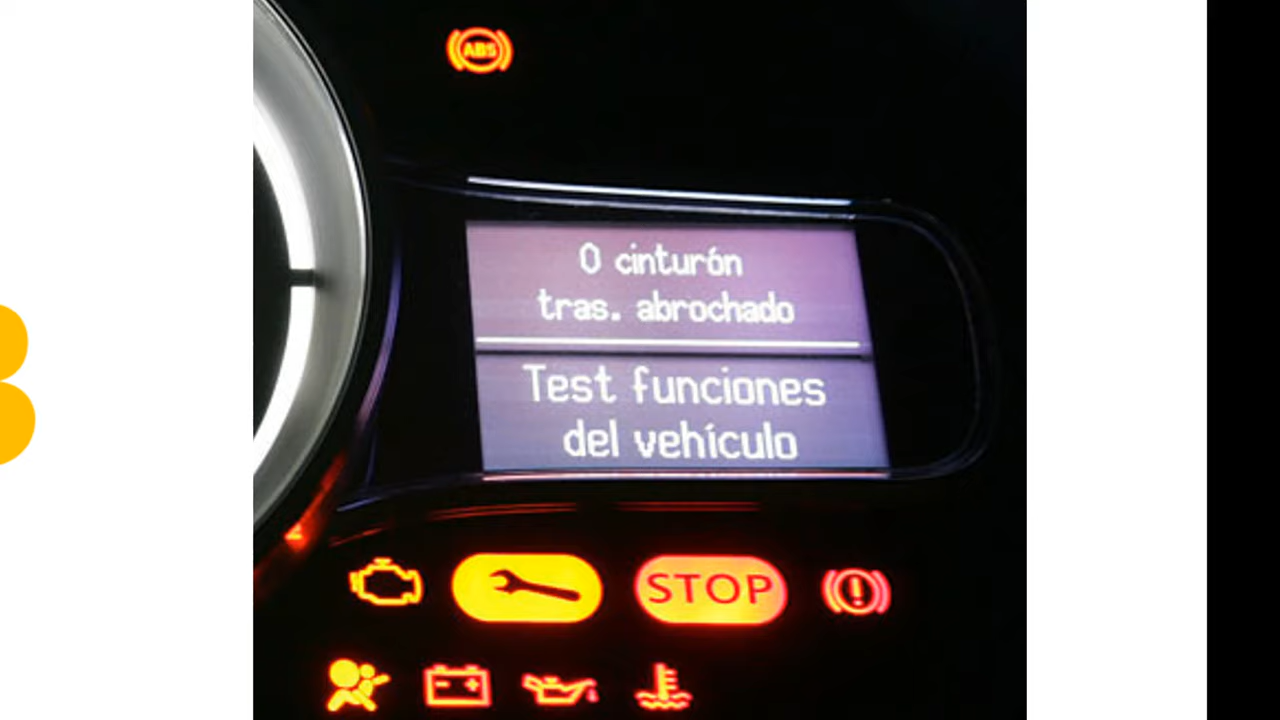 ABS
0 cinturón
tras. abrochado
Test funciones
del vehículo
STOP